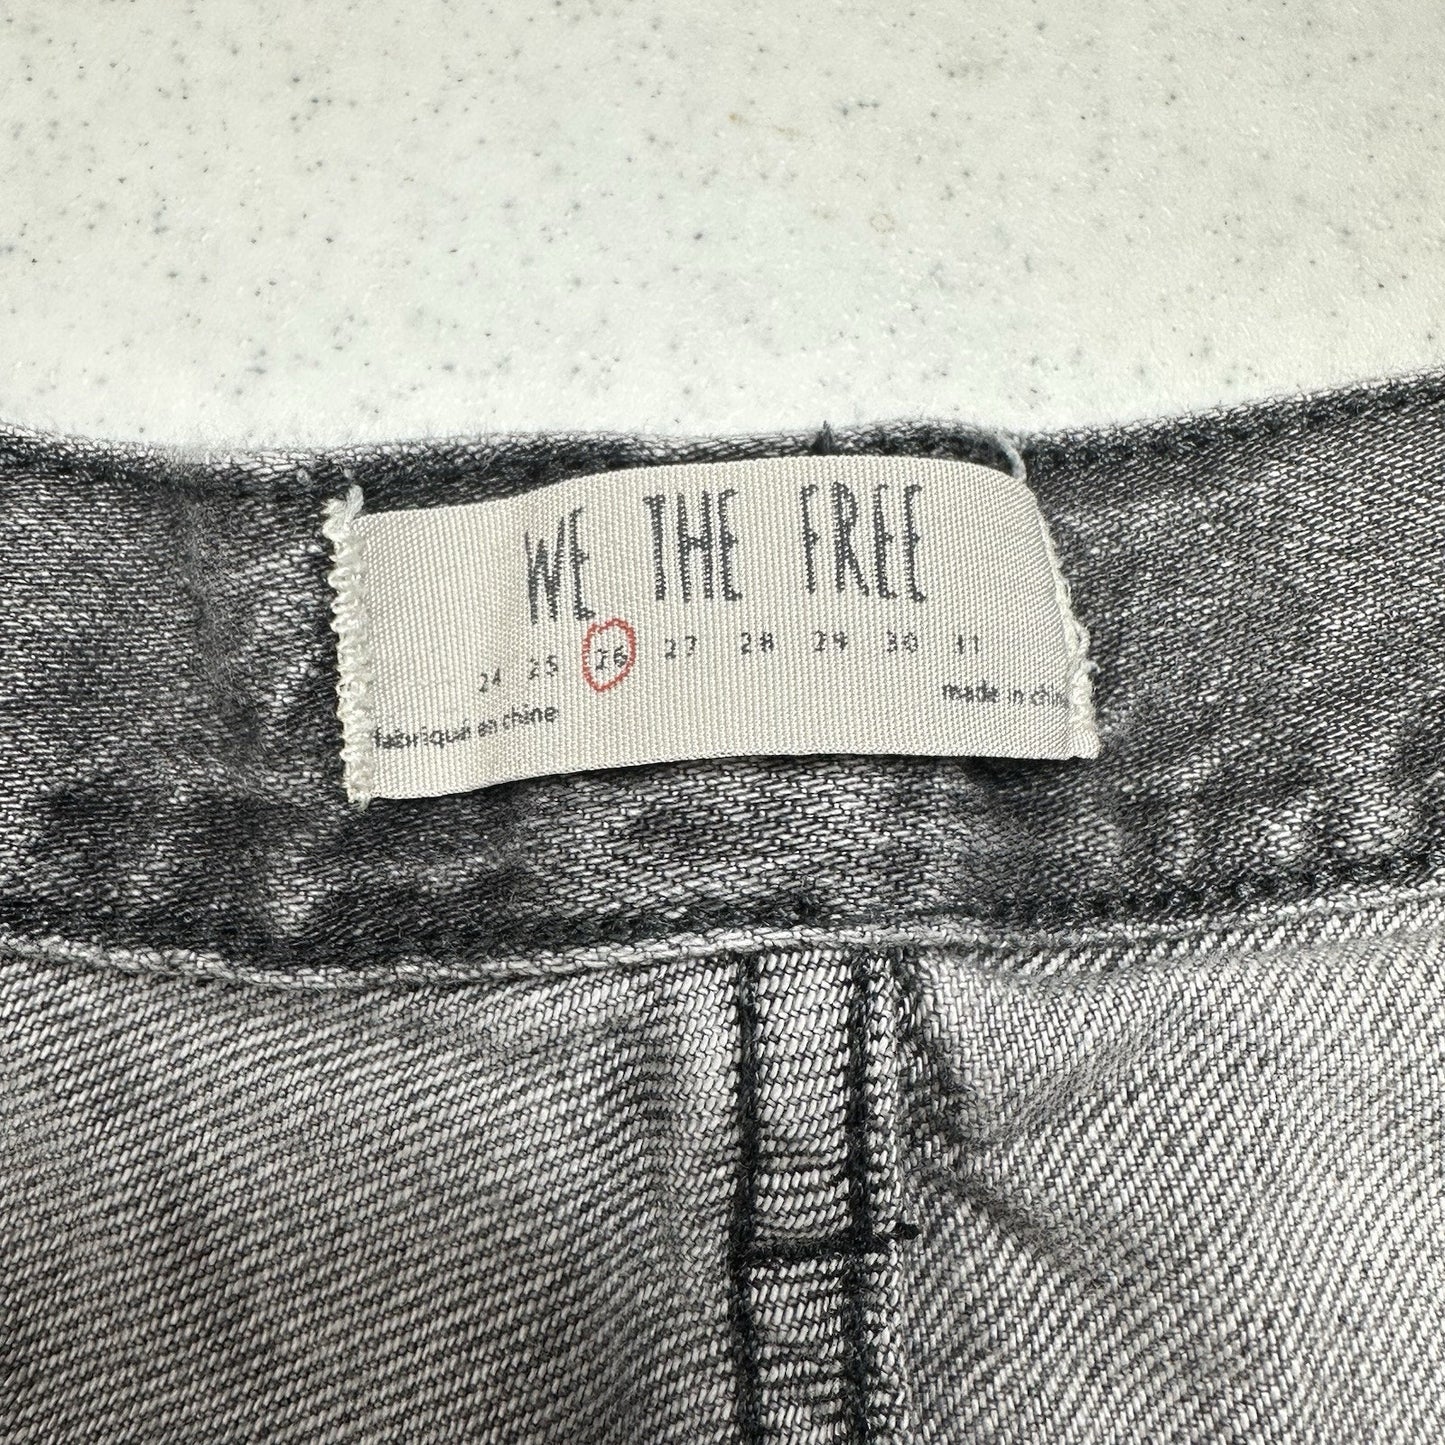 WE THE FREE
24 25 26 27 28 29 30 31
fabriqué en chine made in china